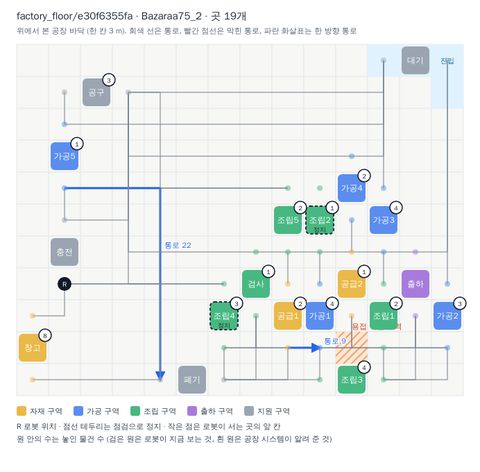 factory_floor/e30f6355fa · Bazaraa75_2 · 곳 19개
위에서 본 공장 바닥 (한 칸 3 m). 회색 선은 통로, 빨간 점선은 막힌 통로, 파란 화살표는 한 방향 통로
대기
진입
공구
3
가공5
1
가공4
2
조립5
2
조립2
1
정지
가공3
4
통로 22
충전
R
검사
1
공급2
1
출하
조립4
3
정지
공급1
2
가공1
4
조립1
2
가공2
3
용접
역
통로 9
창고
8
폐기
조립3
4
자재 구역
가공 구역
조립 구역
출하 구역
지원 구역
R 로봇 위치 · 점선 테두리는 점검으로 정지 · 작은 점은 로봇이 서는 곳의 앞 칸
원 안의 수는 놓인 물건 수 (검은 원은 로봇이 지금 보는 것, 흰 원은 공장 시스템이 알려 준 것)